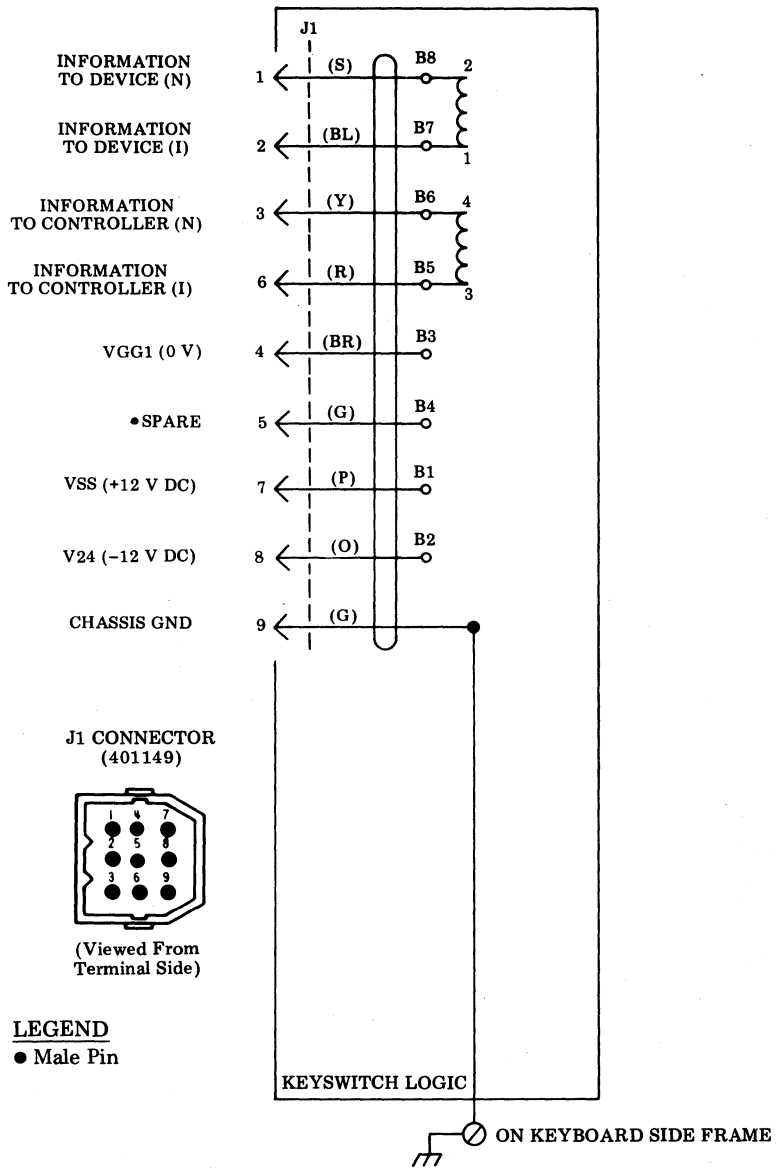 J1
INFORMATION
TO DEVICE (N)
1
(S)
B8
2
INFORMATION
TO DEVICE (I)
2
(BL)
B7
1
INFORMATION
TO CONTROLLER (N)
3
(Y)
B6
4
INFORMATION
TO CONTROLLER (I)
6
(R)
B5
3
VGG1 (0 V)
4
(BR)
B3
•SPARE
5
(G)
B4
VSS (+12 V DC)
7
(P)
B1
V24 (−12 V DC)
8
(O)
B2
CHASSIS GND
9
(G)
J1 CONNECTOR
(401149)
1 4 7
2 5 8
3 6 9
(Viewed From
Terminal Side)
LEGEND
● Male Pin
KEYSWITCH LOGIC
ON KEYBOARD SIDE FRAME